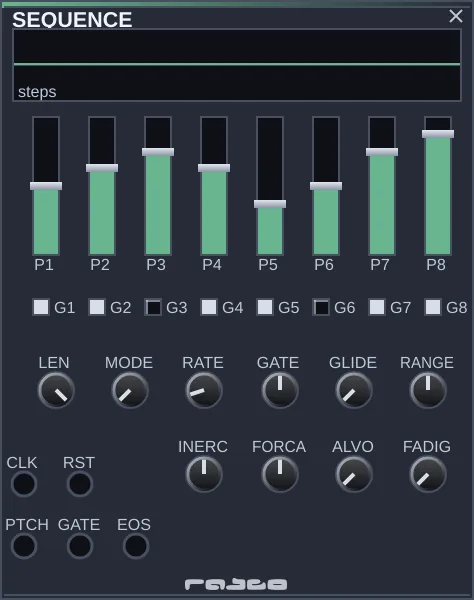 SEQUENCE
steps
P1 P2 P3 P4 P5 P6 P7 P8
G1 G2 G3 G4 G5 G6 G7 G8
LEN MODE RATE GATE GLIDE RANGE
INERC FORCA ALVO FADIG
CLK RST
PTCH GATE EOS